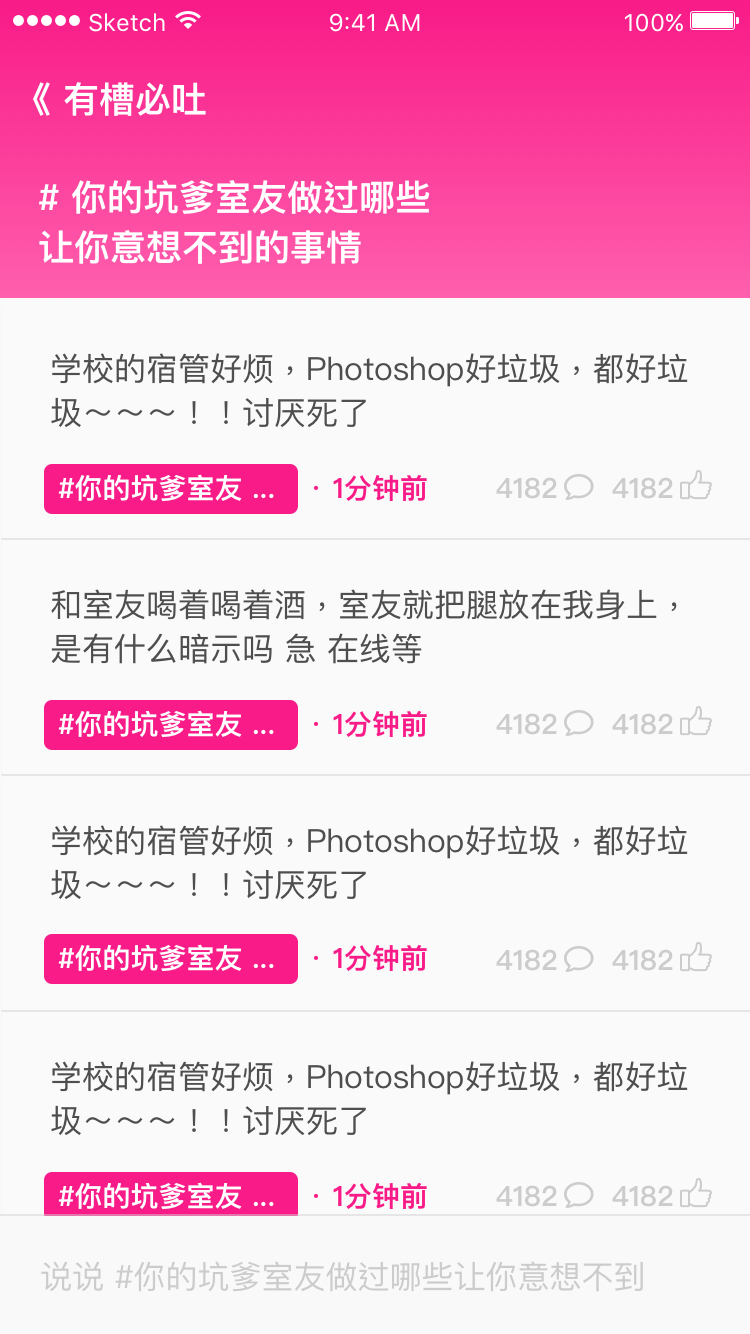 Sketch 9:41 AM 100%
《 有槽必吐
# 你的坑爹室友做过哪些
让你意想不到的事情
学校的宿管好烦，Photoshop好垃圾，都好垃
圾～～～！！讨厌死了
#你的坑爹室友 ... · 1分钟前 4182 4182
和室友喝着喝着酒，室友就把腿放在我身上，
是有什么暗示吗 急 在线等
#你的坑爹室友 ... · 1分钟前 4182 4182
学校的宿管好烦，Photoshop好垃圾，都好垃
圾～～～！！讨厌死了
#你的坑爹室友 ... · 1分钟前 4182 4182
学校的宿管好烦，Photoshop好垃圾，都好垃
圾～～～！！讨厌死了
#你的坑爹室友 ... · 1分钟前 4182 4182
说说 #你的坑爹室友做过哪些让你意想不到